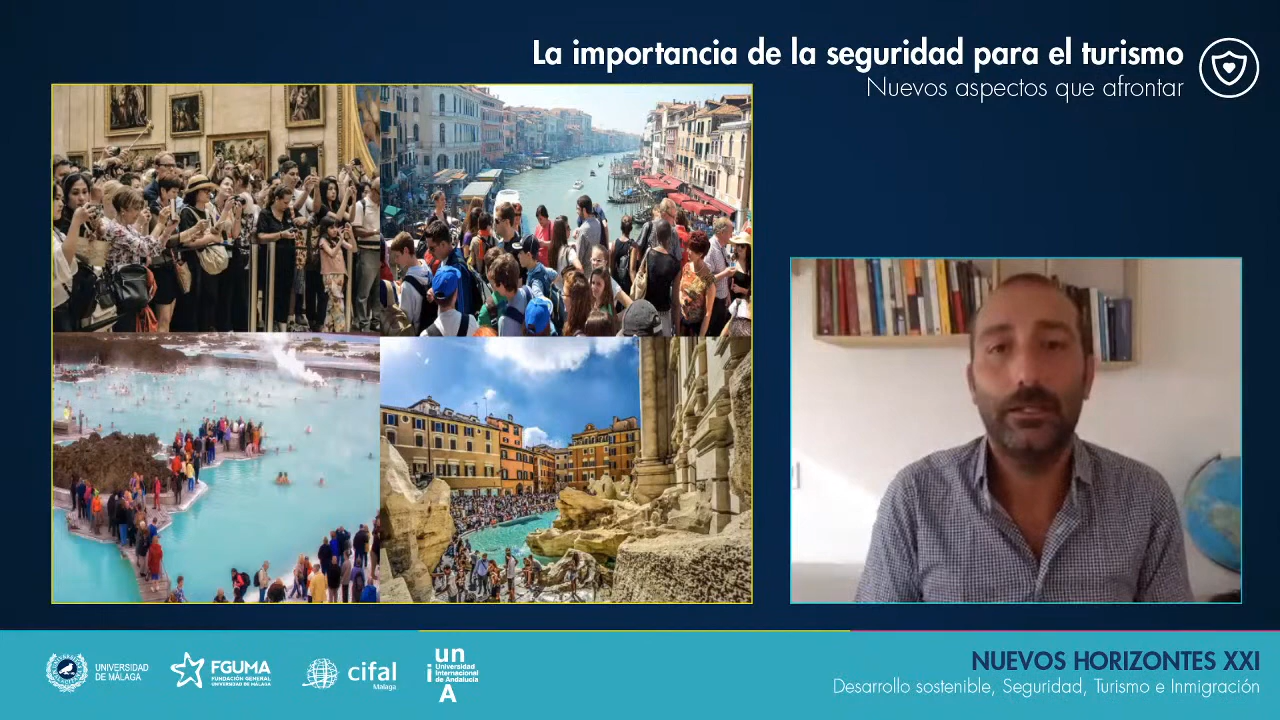 La importancia de la seguridad para el turismo
Nuevos aspectos que afrontar
UNIVERSIDAD
DE MÁLAGA
FGUMA
FUNDACIÓN GENERAL
UNIVERSIDAD DE MÁLAGA
cifal
Málaga
un
i
Universidad
Internacional
de Andalucía
A
NUEVOS HORIZONTES XXI
Desarrollo sostenible, Seguridad, Turismo e Inmigración